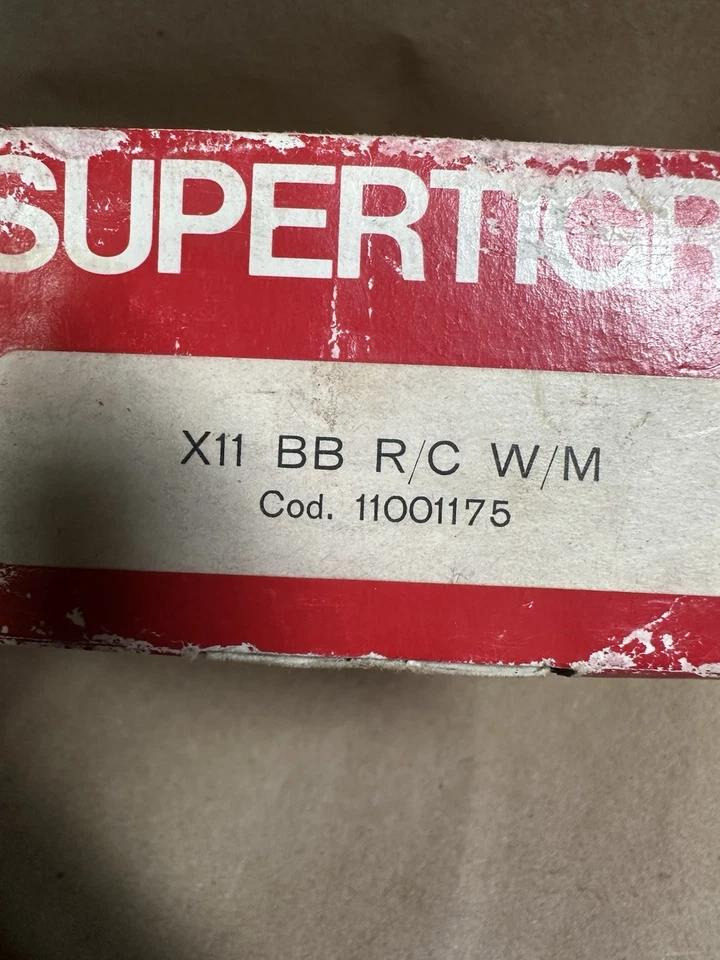 SUPERTIGR
X11 BB R/C W/M
Cod. 11001175